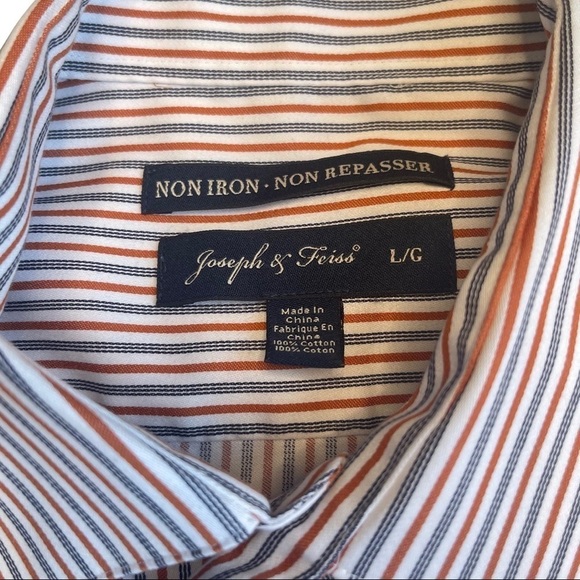 NON IRON · NON REPASSER
Joseph & Feiss® L/G
Made In
China
Fabrique En
Chine
100% Cotton
100% Coton